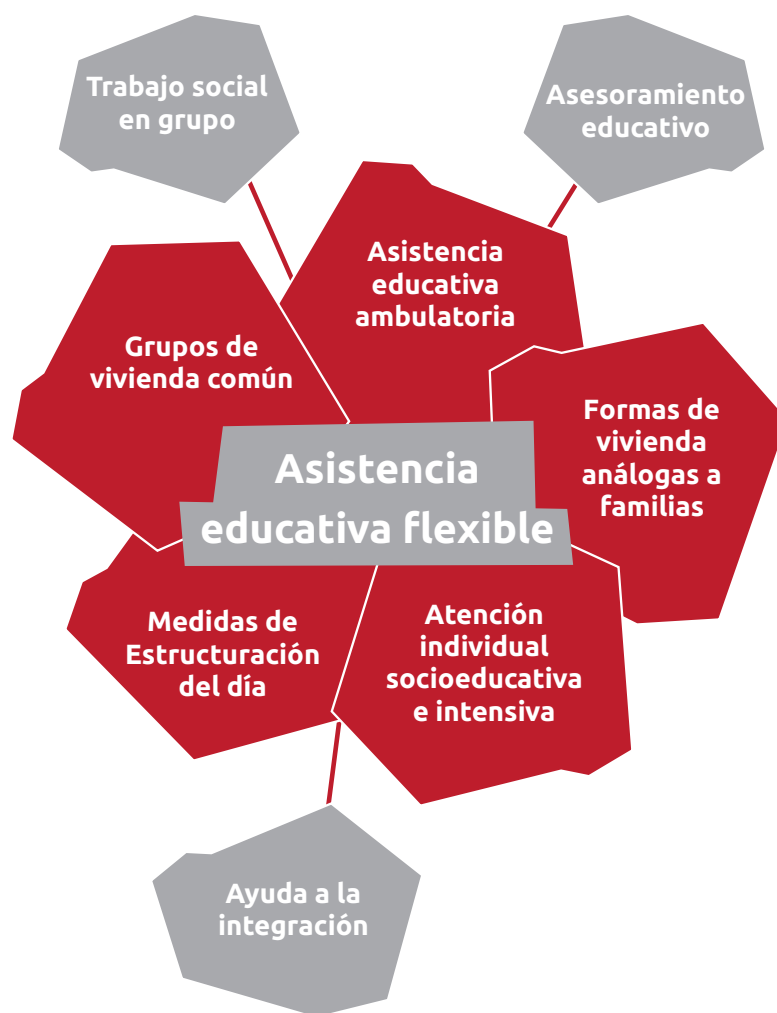 Trabajo social
en grupo
Asesoramiento
educativo
Asistencia
educativa
ambulatoria
Grupos de
vivienda común
Formas de
vivienda
análogas a
familias
Asistencia
educativa flexible
Medidas de
Estructuración
del día
Atención
individual
socioeducativa
e intensiva
Ayuda a la
integración